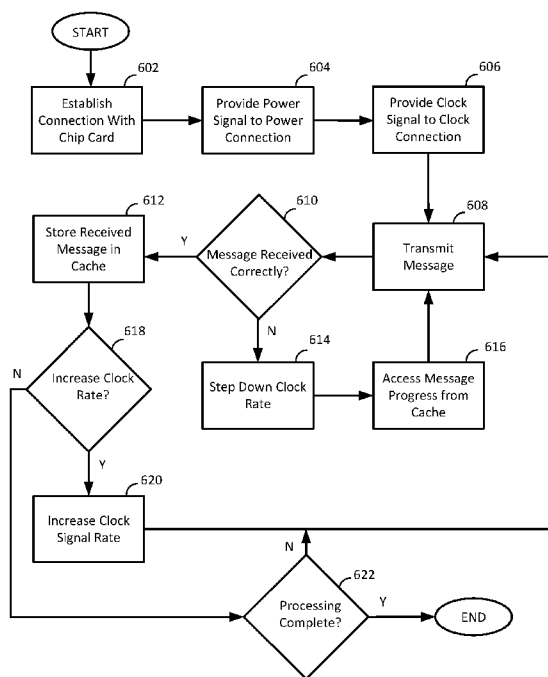 START
602
Establish
Connection With
Chip Card
604
Provide Power
Signal to Power
Connection
606
Provide Clock
Signal to Clock
Connection
612
Store Received
Message in
Cache
Y
610
Message Received
Correctly?
608
Transmit
Message
N
618
Increase Clock
Rate?
N
614
Step Down Clock
Rate
616
Access Message
Progress from
Cache
Y
620
Increase Clock
Signal Rate
N
622
Processing
Complete?
Y
END